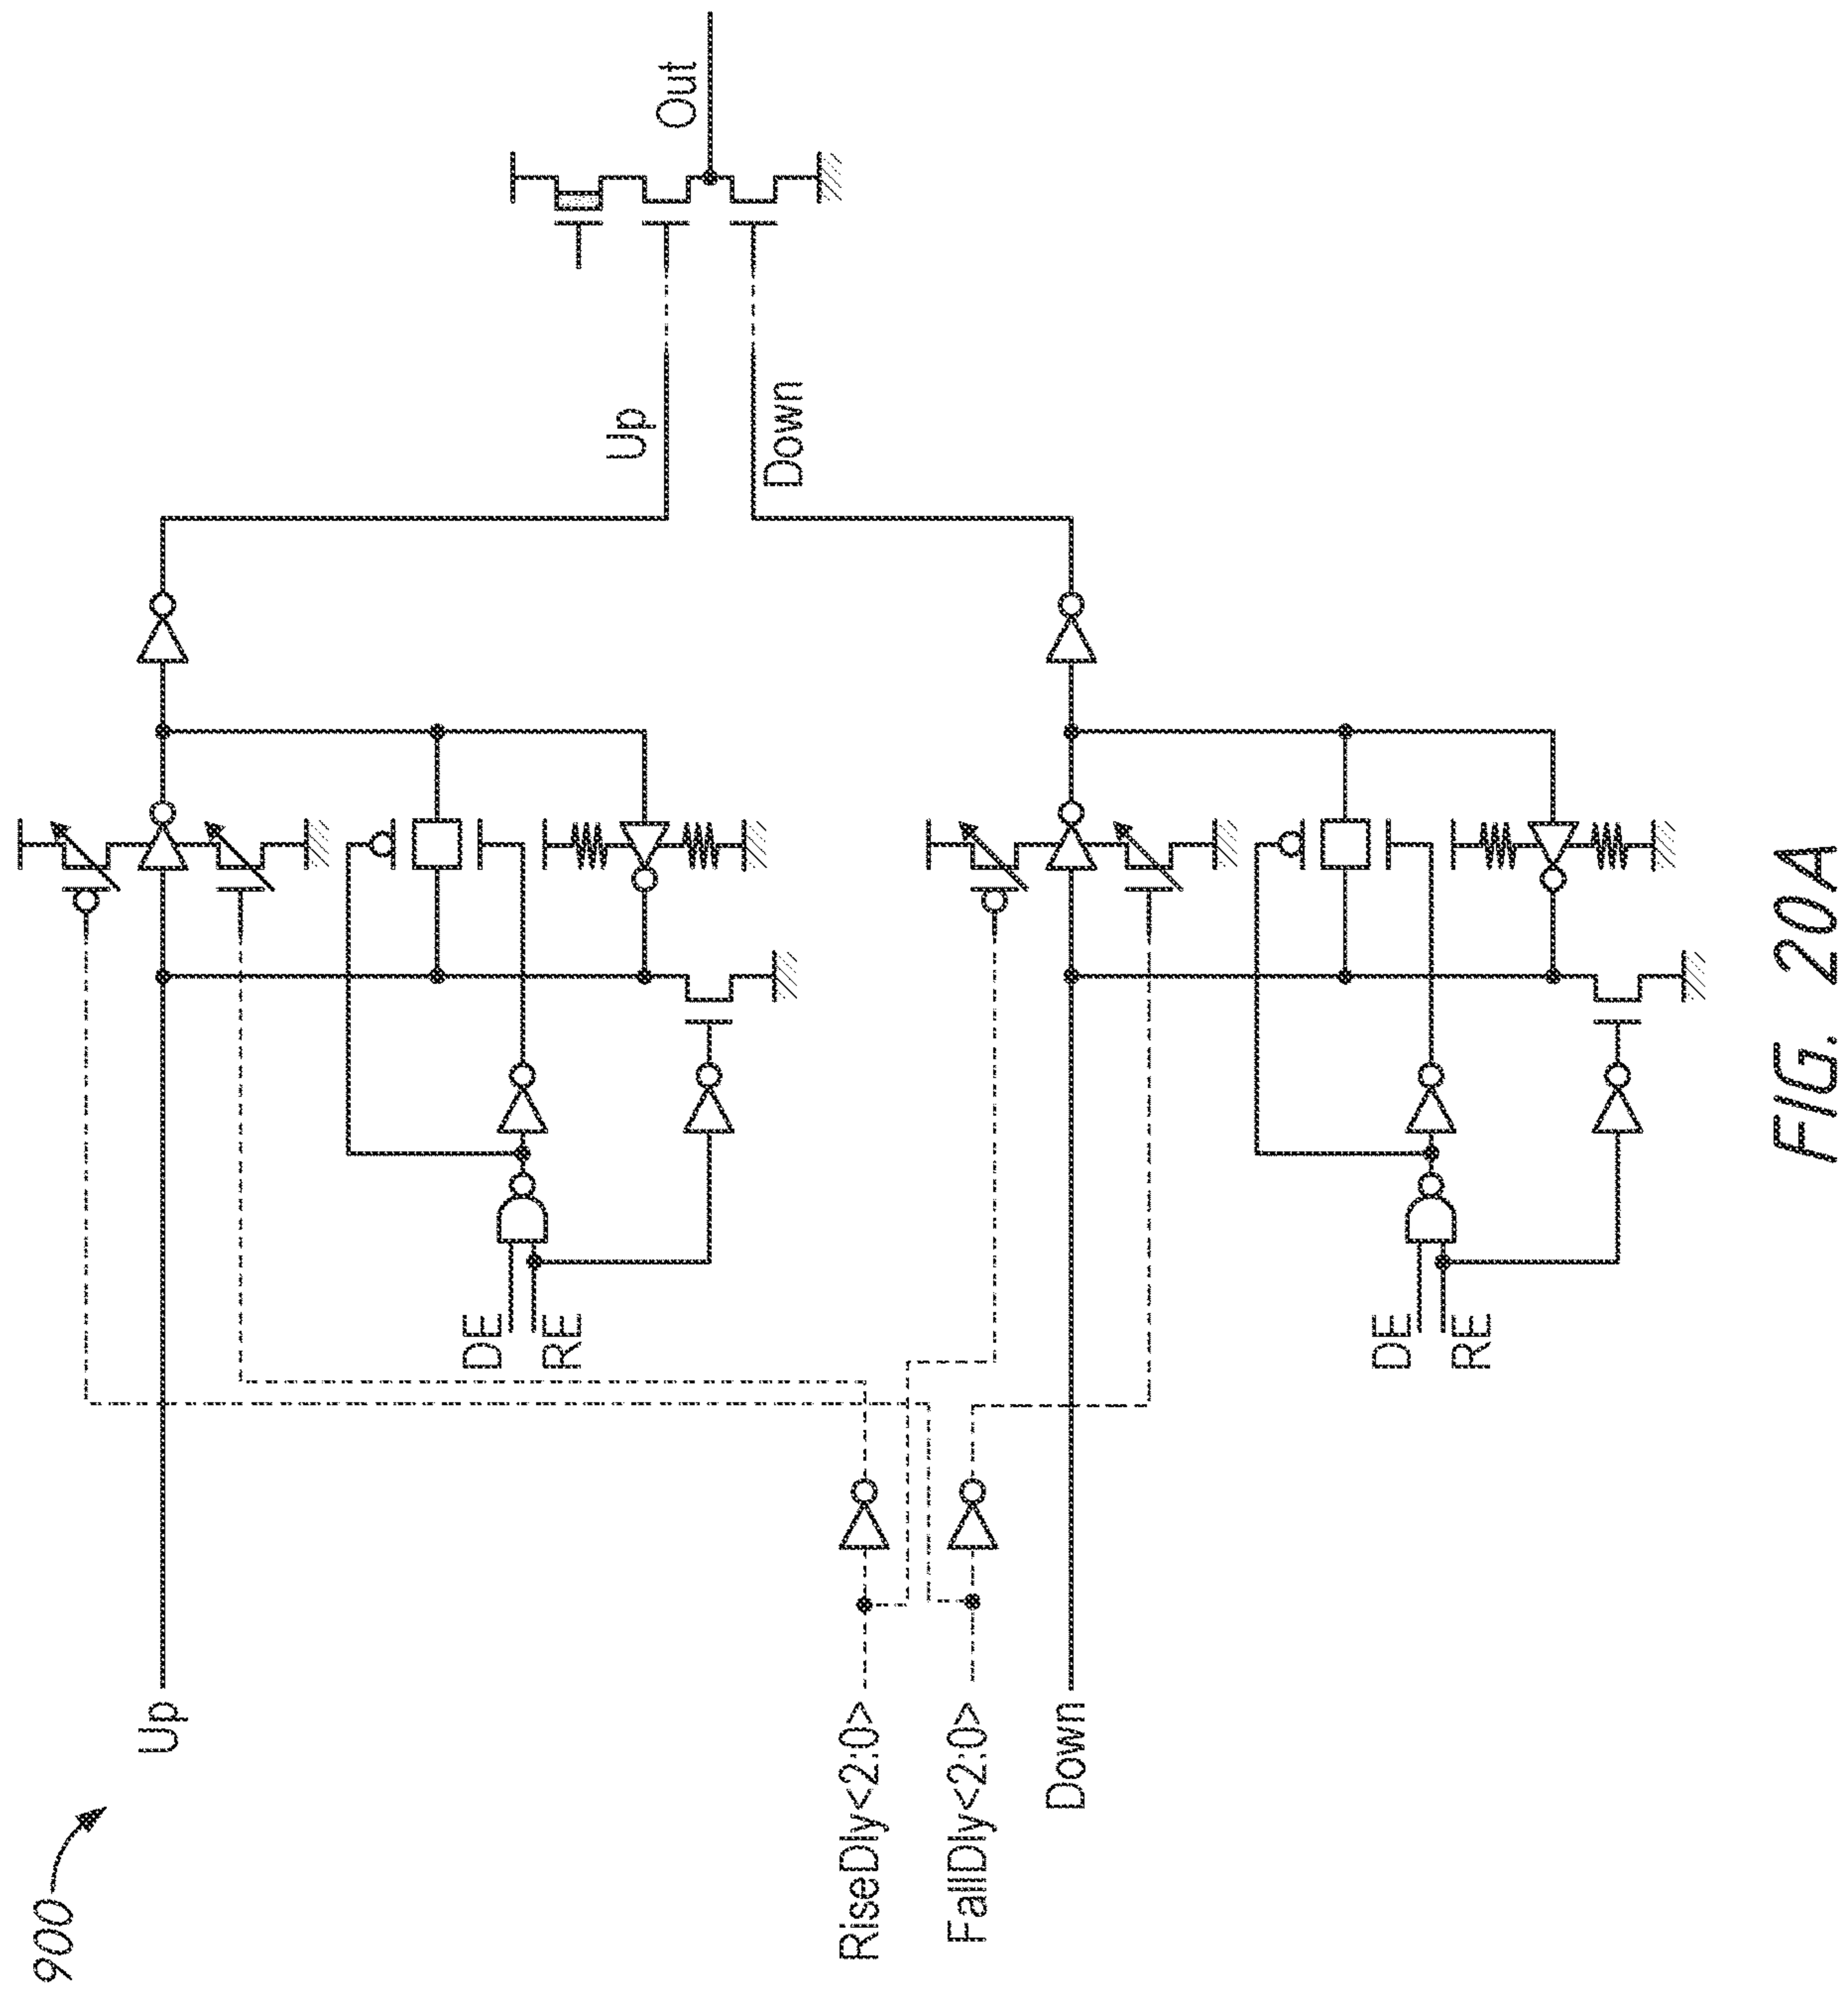 900
Up
DE
RE
RiseDly<2:0>
FallDly<2:0>
Down
DE
RE
Up
Down
Out
FIG. 20A